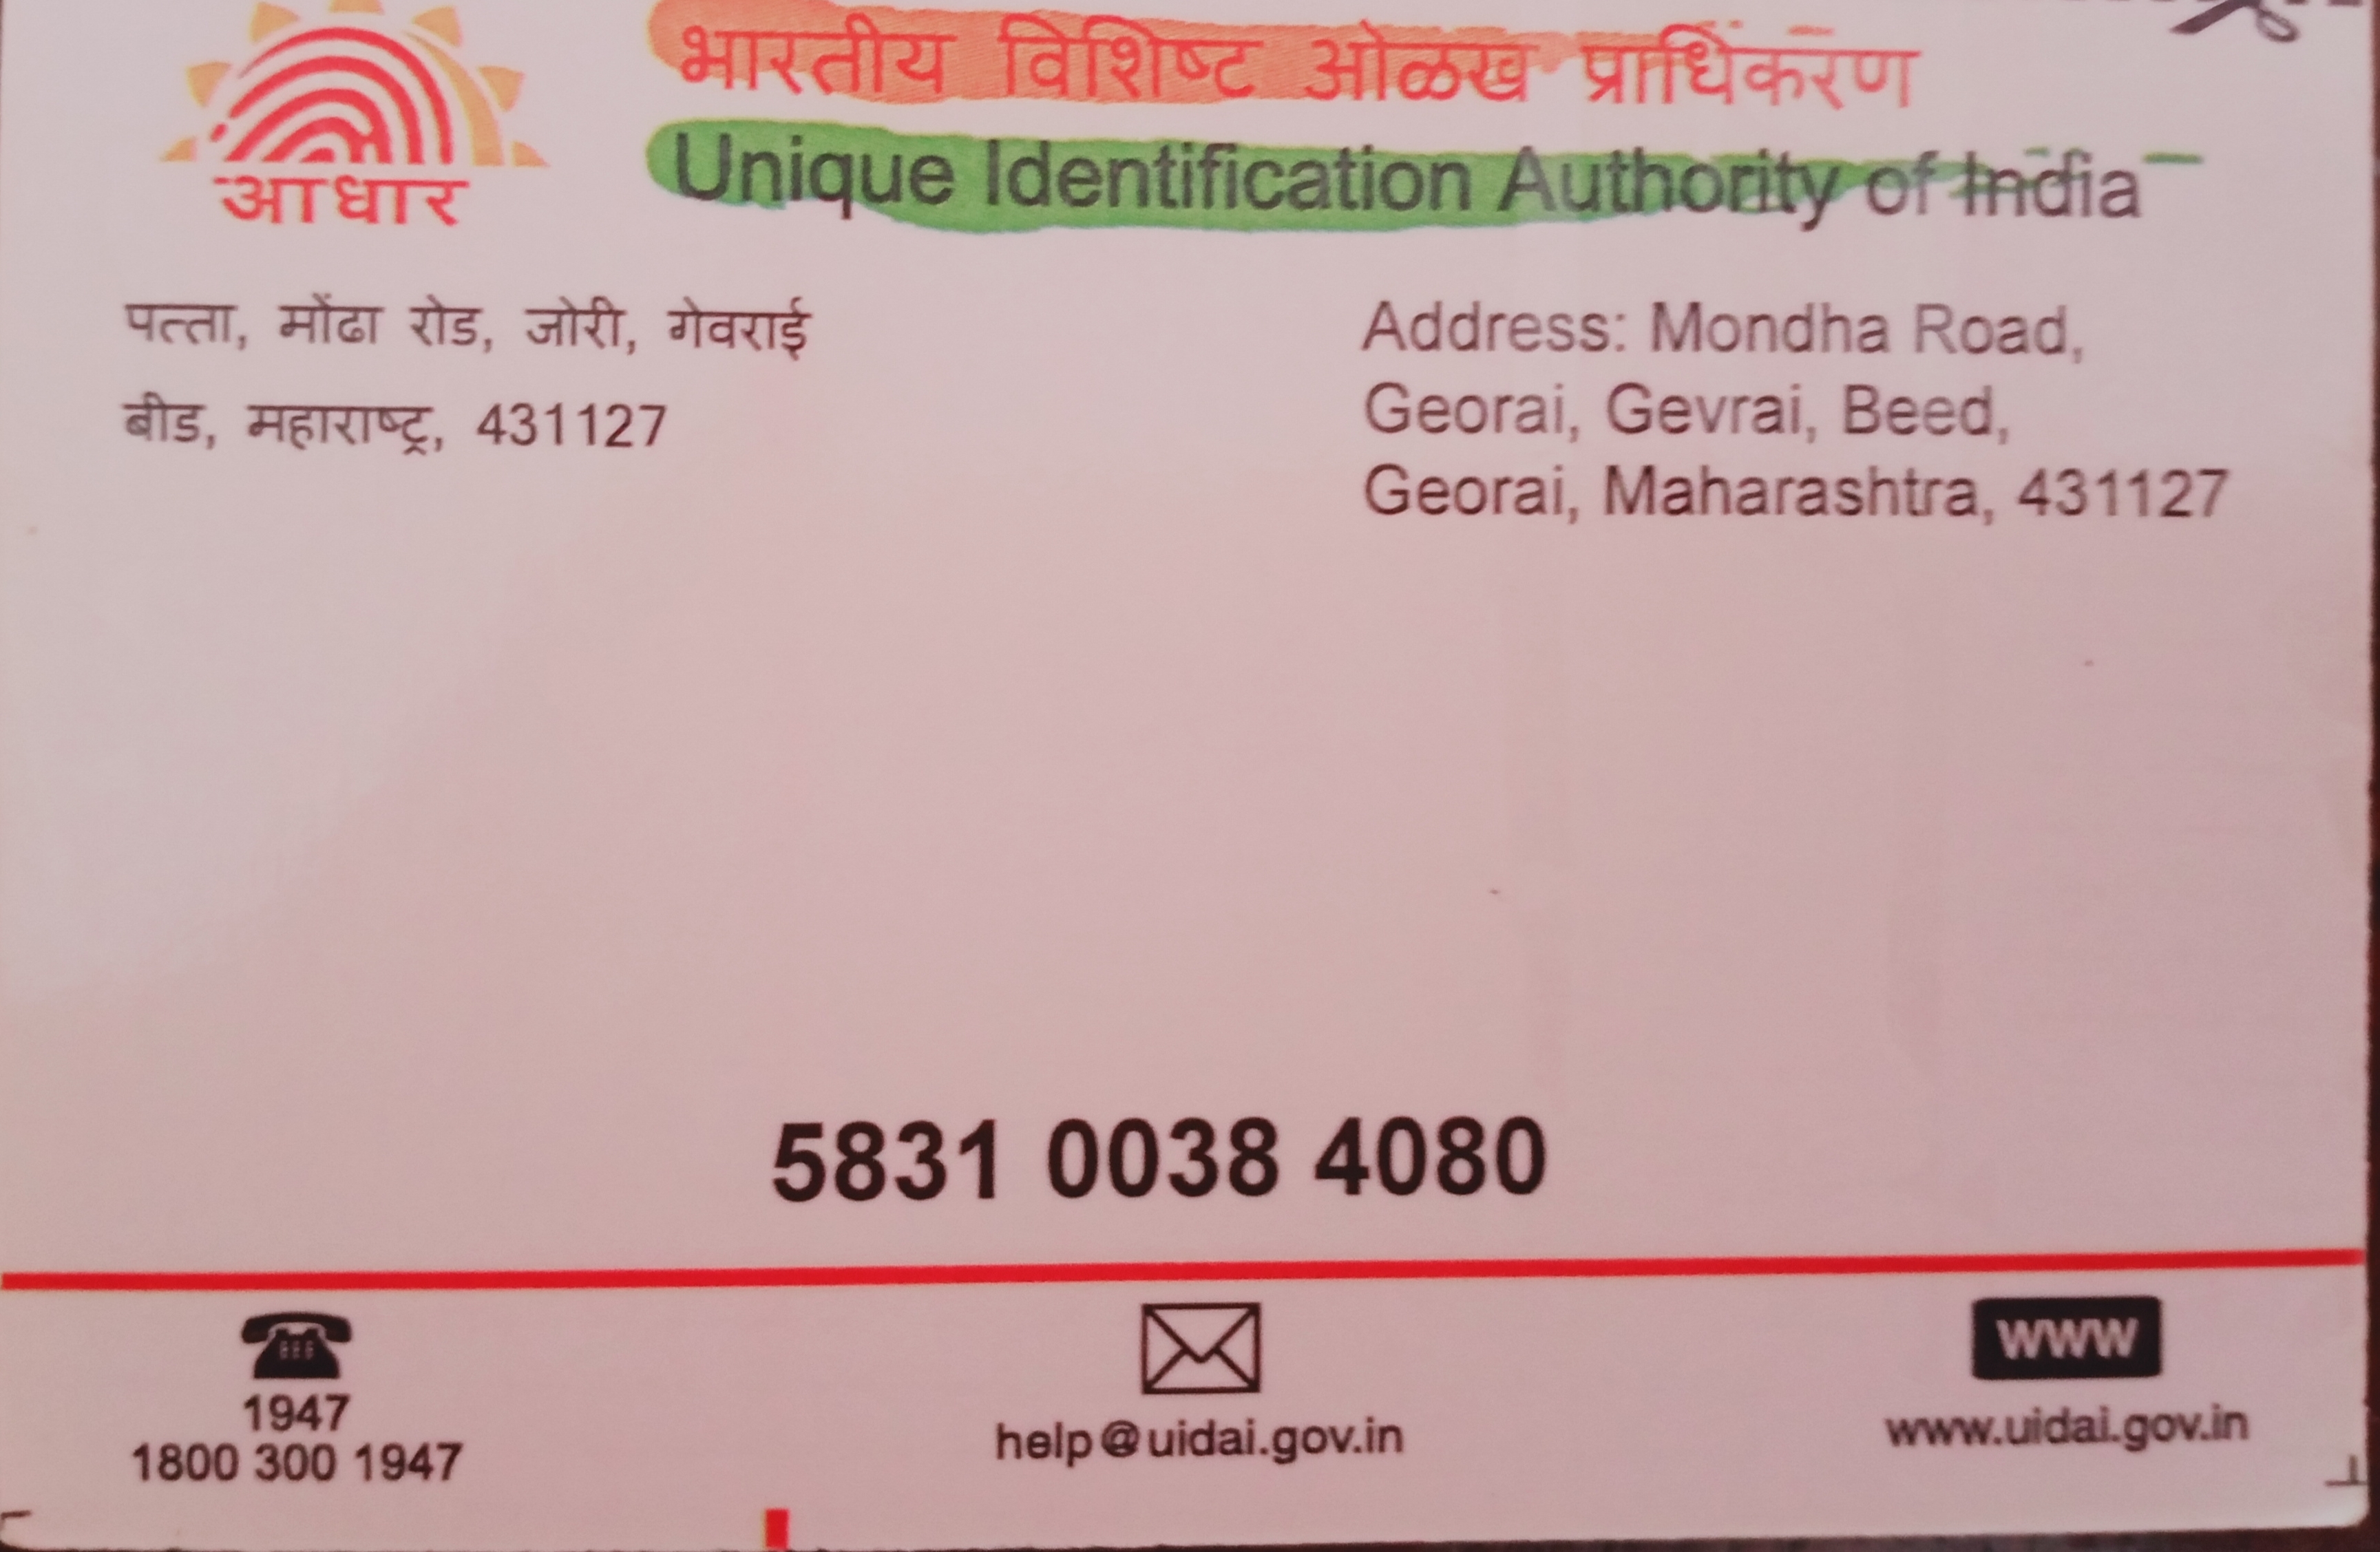 भारतीय विशिष्ट ओळख प्राधिकरण
Unique Identification Authority of India
आधार
पत्ता, मोंढा रोड, जोरी, गेवराई
बीड, महाराष्ट्र, 431127
Address: Mondha Road,
Georai, Gevrai, Beed,
Georai, Maharashtra, 431127
5831 0038 4080
1947
1800 300 1947
help@uidai.gov.in
WWW
www.uidai.gov.in